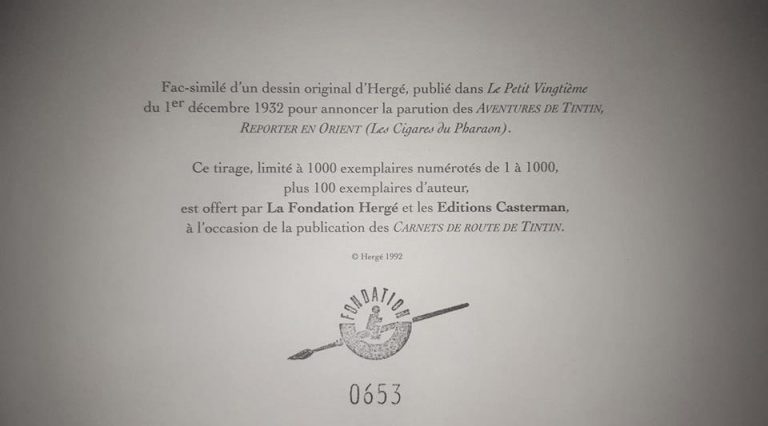 Fac-similé d'un dessin original d'Hergé, publié dans Le Petit Vingtième
du 1er décembre 1932 pour annoncer la parution des AVENTURES DE TINTIN,
REPORTER EN ORIENT (Les Cigares du Pharaon).
Ce tirage, limité à 1000 exemplaires numérotés de 1 à 1000,
plus 100 exemplaires d'auteur,
est offert par La Fondation Hergé et les Editions Casterman,
à l'occasion de la publication des CARNETS DE ROUTE DE TINTIN.
© Hergé 1992
FONDATION
0653